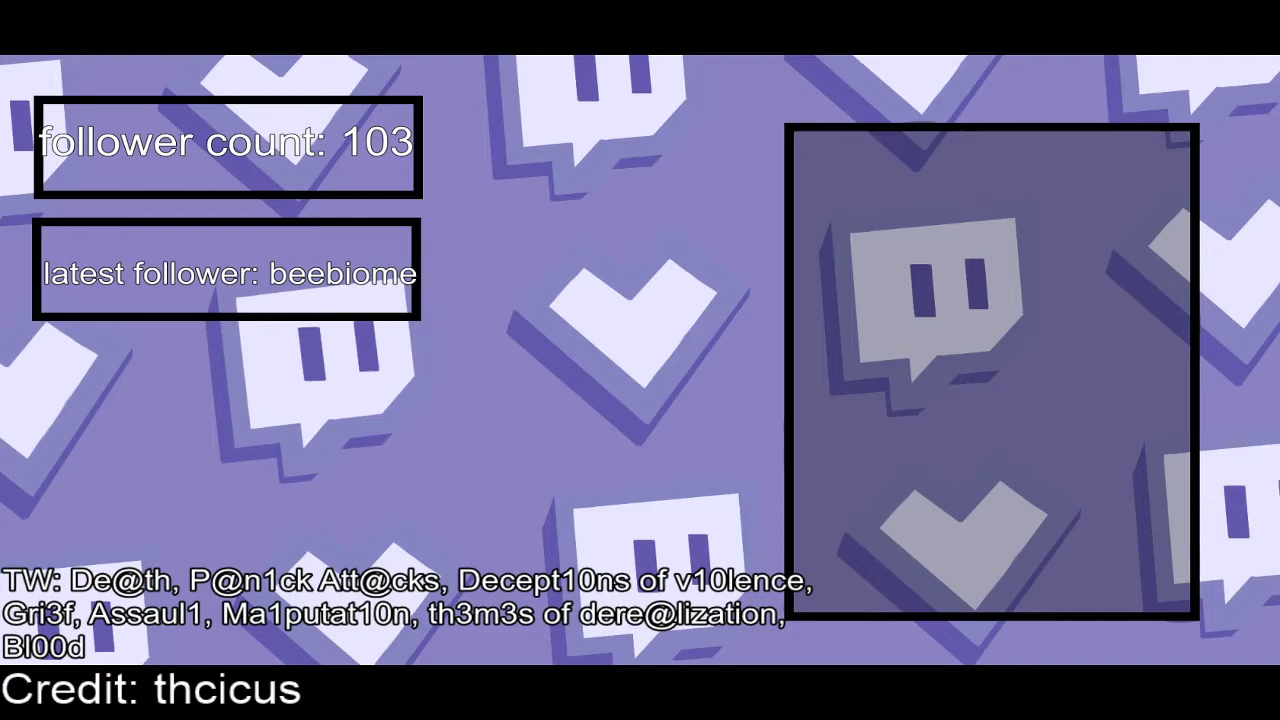 follower count: 103
latest follower: beebiome
TW: De@th, P@n1ck Att@cks, Decept10ns of v10lence,
Gri3f, Assaul1, Ma1putat10n, th3m3s of dere@lization,
Bl00d
Credit: thcicus